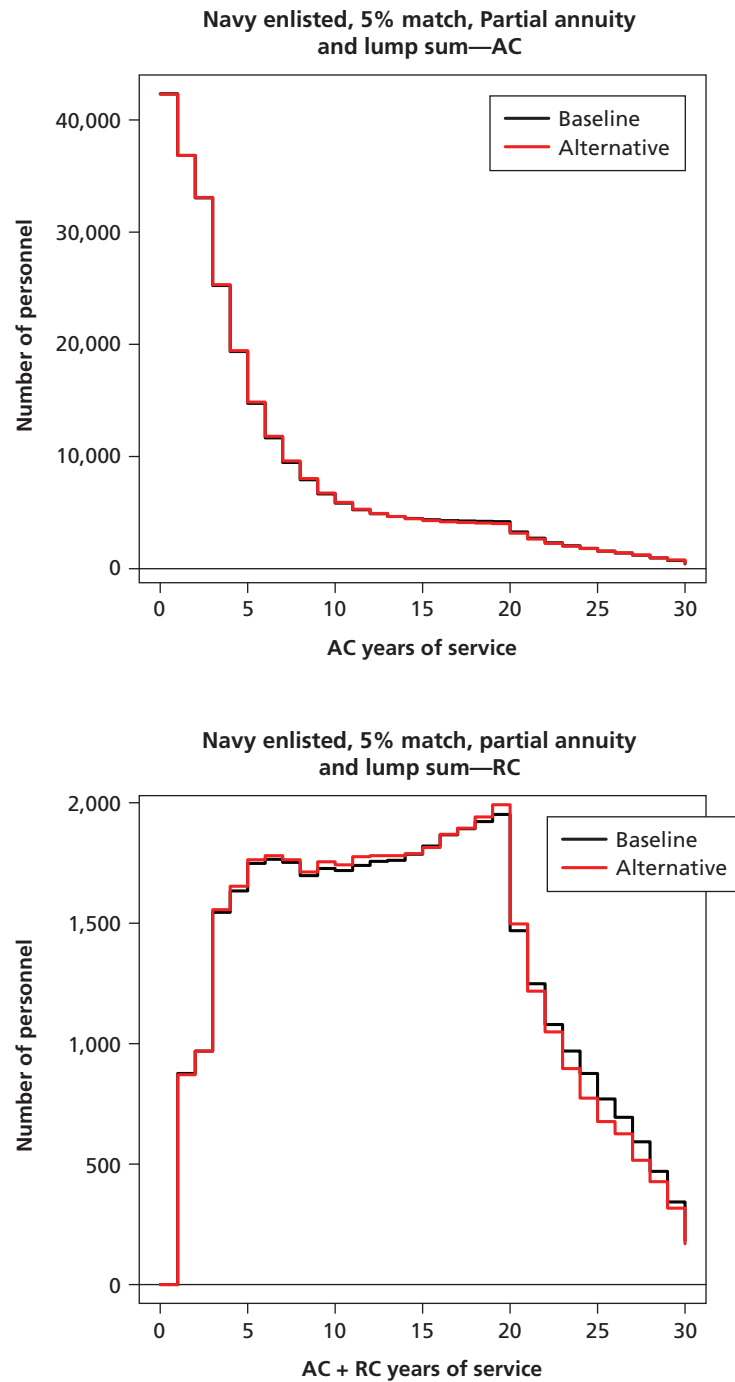 Navy enlisted, 5% match, Partial annuity
and lump sum—AC
Baseline
Alternative
40,000
30,000
20,000
10,000
0
Number of personnel
0 5 10 15 20 25 30
AC years of service
Navy enlisted, 5% match, partial annuity
and lump sum—RC
Baseline
Alternative
2,000
1,500
1,000
500
0
Number of personnel
0 5 10 15 20 25 30
AC + RC years of service